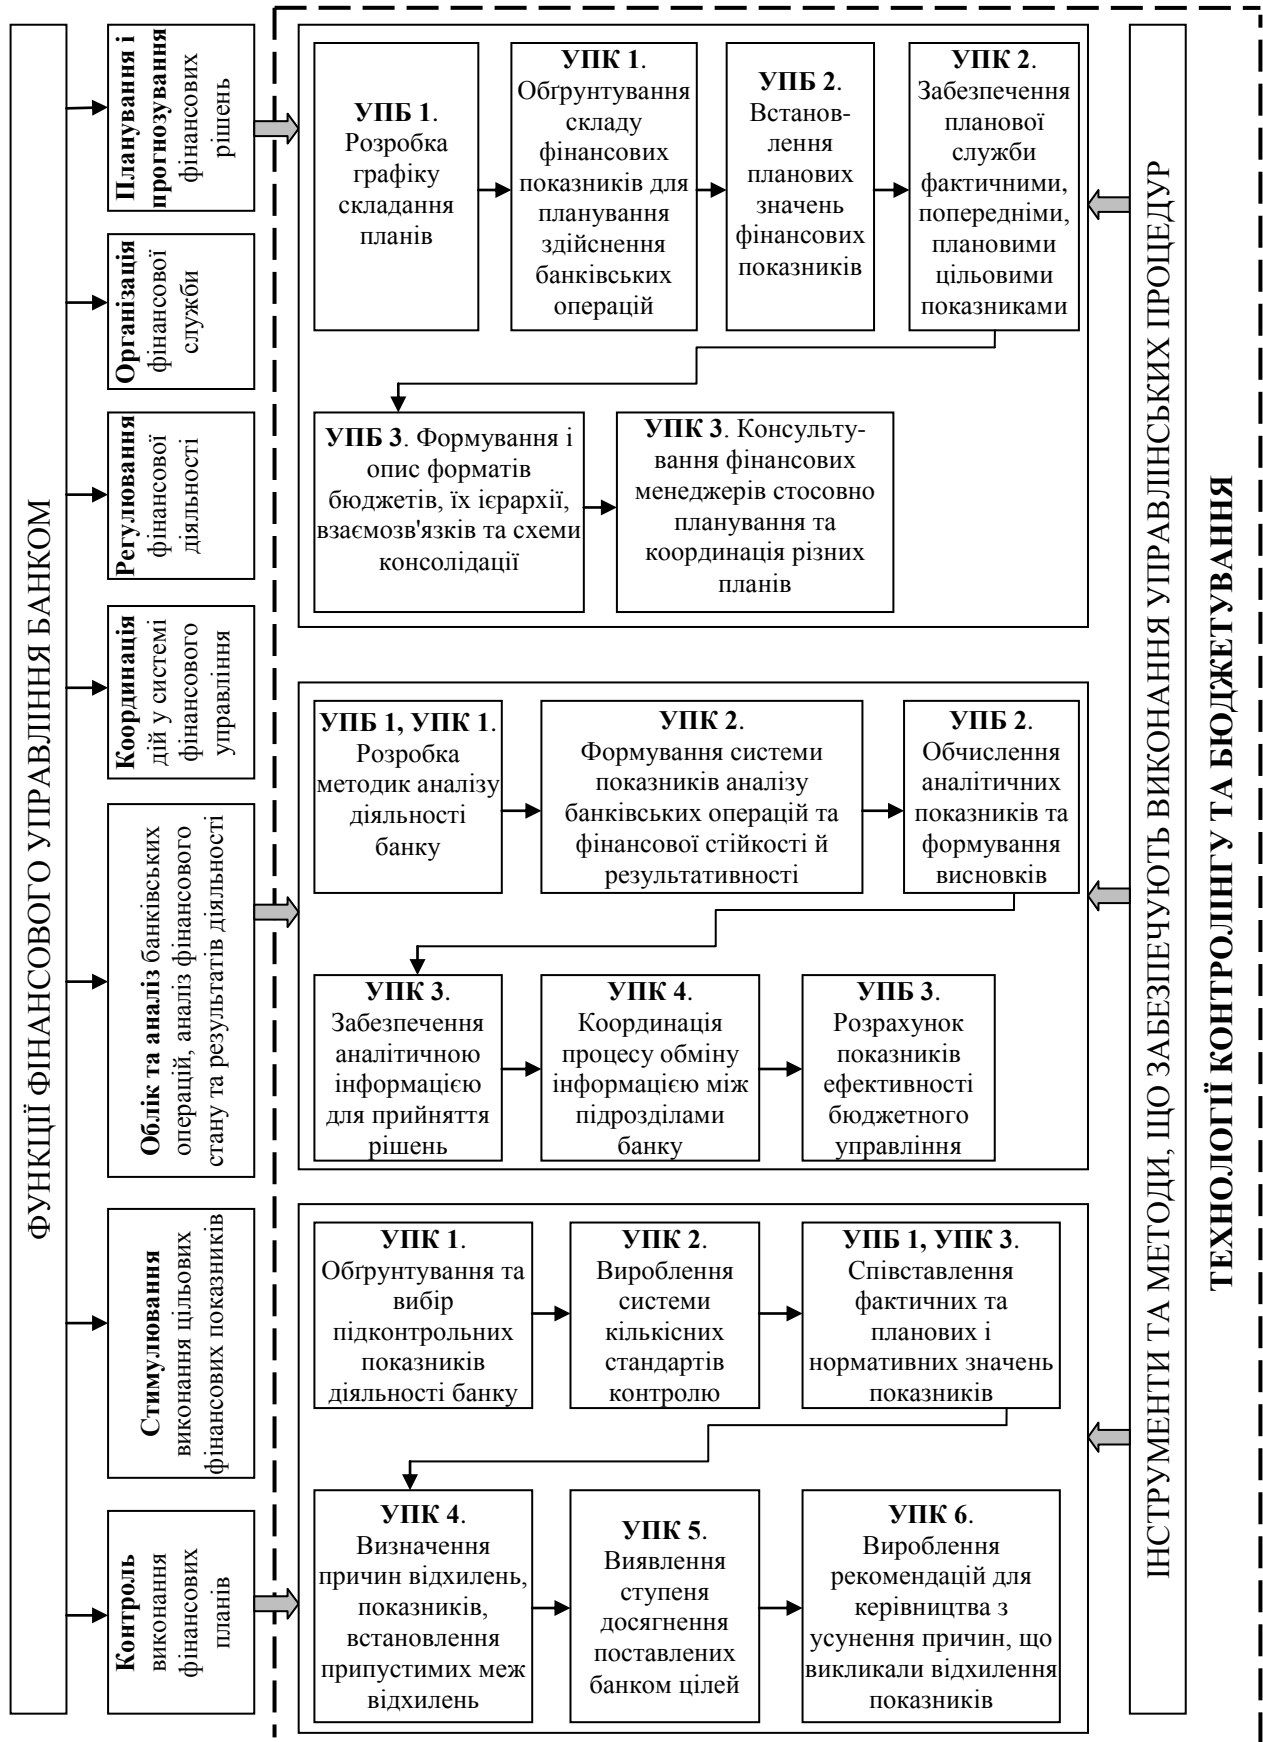 ФУНКЦІЇ ФІНАНСОВОГО УПРАВЛІННЯ БАНКОМ
Планування і
прогнозування
фінансових
рішень
Організація
фінансової
служби
Регулювання
фінансової
діяльності
Координація
дій у системі
фінансового
управління
Облік та аналіз банківських
операцій, аналіз фінансового
стану та результатів діяльності
Стимулювання
виконання цільових
фінансових показників
Контроль
виконання
фінансових
планів
УПБ 1.
Розробка
графіку
складання
планів
УПК 1.
Обґрунтування
складу
фінансових
показників для
планування
здійснення
банківських
операцій
УПБ 2.
Встанов-
лення
планових
значень
фінансових
показників
УПК 2.
Забезпечення
планової
служби
фактичними,
попередніми,
плановими
цільовими
показниками
УПБ 3. Формування і
опис форматів
бюджетів, їх ієрархії,
взаємозв'язків та схеми
консолідації
УПК 3. Консульту-
вання фінансових
менеджерів стосовно
планування та
координація різних
планів
УПБ 1, УПК 1.
Розробка
методик аналізу
діяльності
банку
УПК 2.
Формування системи
показників аналізу
банківських операцій та
фінансової стійкості й
результативності
УПБ 2.
Обчислення
аналітичних
показників та
формування
висновків
УПК 3.
Забезпечення
аналітичною
інформацією
для прийняття
рішень
УПК 4.
Координація
процесу обміну
інформацією між
підрозділами
банку
УПБ 3.
Розрахунок
показників
ефективності
бюджетного
управління
УПК 1.
Обґрунтування та
вибір
підконтрольних
показників
діяльності банку
УПК 2.
Вироблення
системи
кількісних
стандартів
контролю
УПБ 1, УПК 3.
Співставлення
фактичних та
планових і
нормативних значень
показників
УПК 4.
Визначення
причин відхилень,
показників,
встановлення
припустимих меж
відхилень
УПК 5.
Виявлення
ступеня
досягнення
поставлених
банком цілей
УПК 6.
Вироблення
рекомендацій для
керівництва з
усунення причин, що
викликали відхилення
показників
ІНСТРУМЕНТИ ТА МЕТОДИ, ЩО ЗАБЕЗПЕЧУЮТЬ ВИКОНАННЯ УПРАВЛІНСЬКИХ ПРОЦЕДУР
ТЕХНОЛОГІЇ КОНТРОЛІНГУ ТА БЮДЖЕТУВАННЯ